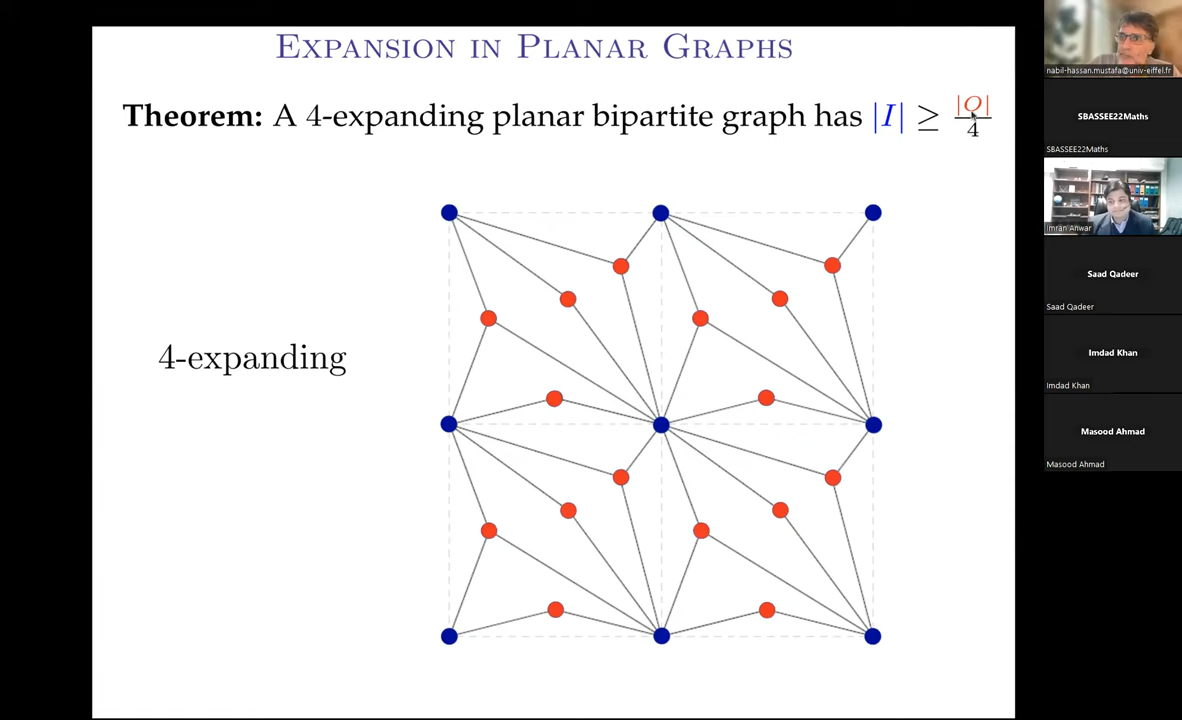 EXPANSION IN PLANAR GRAPHS
Theorem: A 4-expanding planar bipartite graph has |I| ≥ |O|/4
4-expanding
nabil-hassan.mustafa@univ-eiffel.fr
SBASSEE22Maths
SBASSEE22Maths
Imran Anwar
Saad Qadeer
Saad Qadeer
Imdad Khan
Imdad Khan
Masood Ahmad
Masood Ahmad